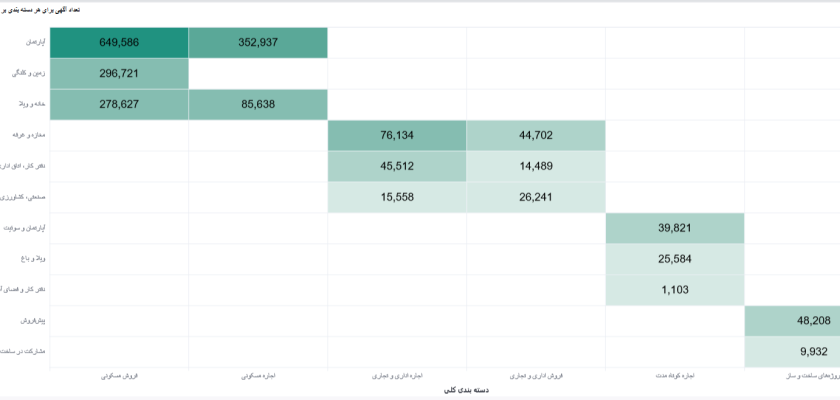 تعداد آگهی برای هر دسته بندی بر
آپارتمان 649,586 352,937
زمین و کلنگی 296,721
خانه و ویلا 278,627 85,638
مغازه و غرفه 76,134 44,702
دفتر کار، اتاق اداری 45,512 14,489
صنعتی، کشاورزی 15,558 26,241
آپارتمان و سوئیت 39,821
ویلا و باغ 25,584
دفتر کار و فضای آ 1,103
پیش‌فروش 48,208
مشارکت در ساخت 9,932
فروش مسکونی اجاره مسکونی اجاره اداری و تجاری فروش اداری و تجاری اجاره کوتاه مدت پروژه‌های ساخت و ساز
دسته بندی کلی